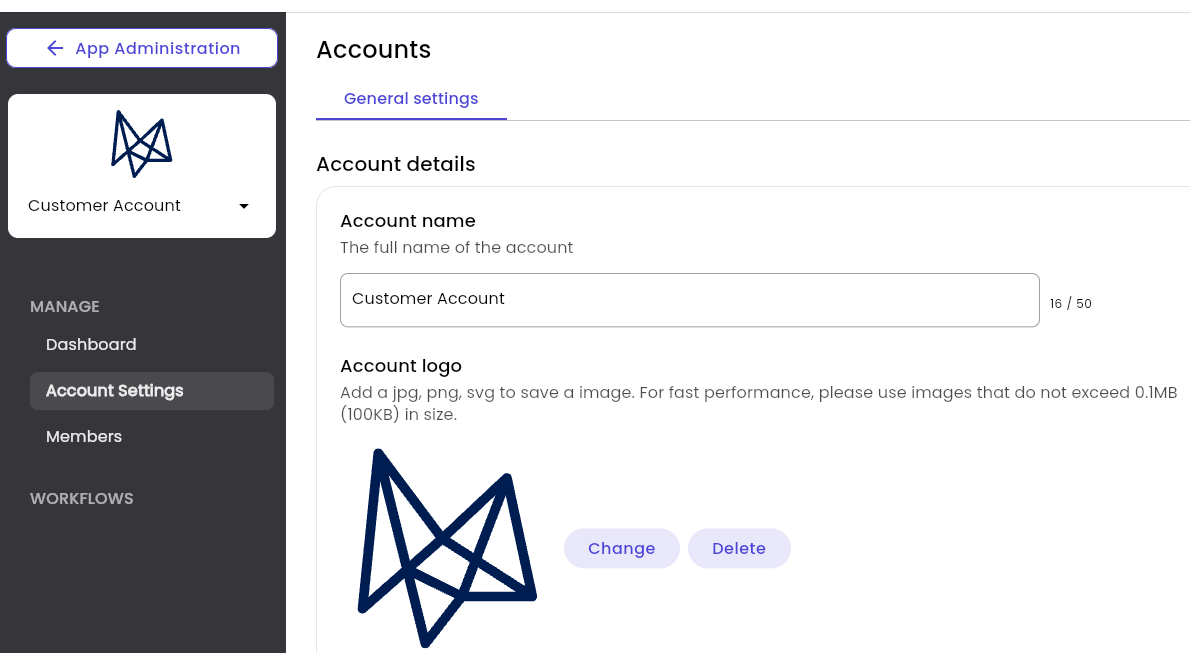 App Administration
Customer Account
MANAGE
Dashboard
Account Settings
Members
WORKFLOWS
Accounts
General settings
Account details
Account name
The full name of the account
Customer Account
16 / 50
Account logo
Add a jpg, png, svg to save a image. For fast performance, please use images that do not exceed 0.1MB
(100KB) in size.
Change
Delete